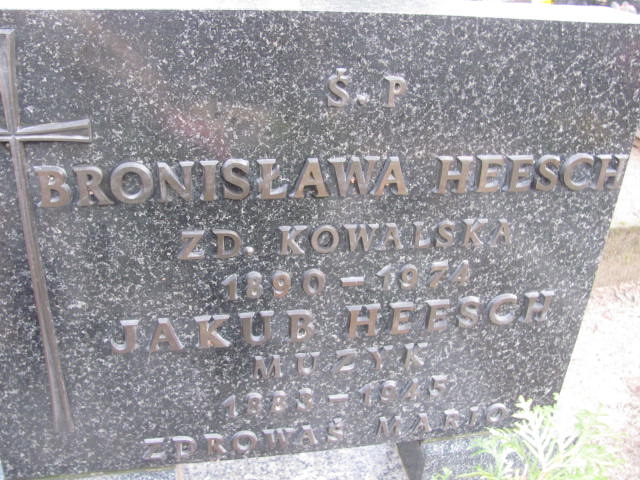 Ś. P
BRONISŁAWA HEESCH
ZD. KOWALSKA
1890 – 1974
JAKUB HEESCH
MUZYK
1883 – 1945
ZDROWAŚ MARIO